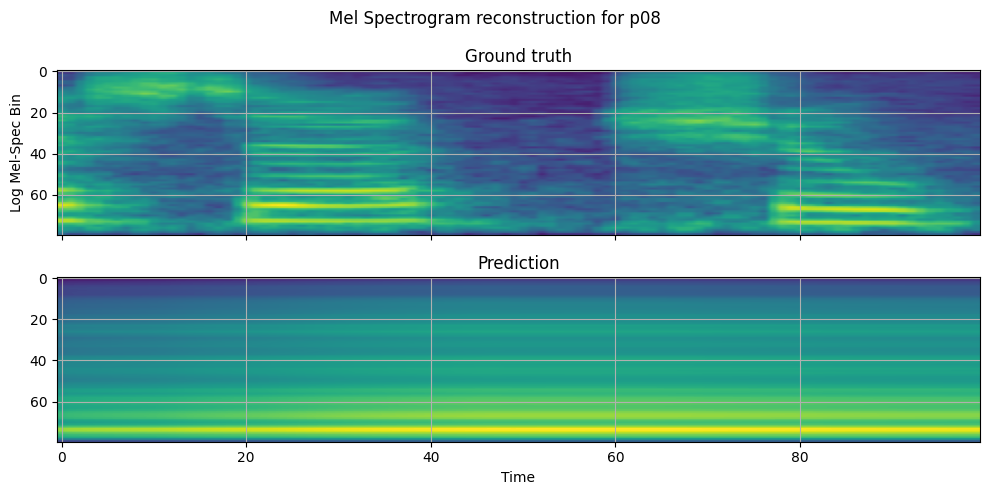 Mel Spectrogram reconstruction for p08
Ground truth
0
20
40
60
Log Mel-Spec Bin
Prediction
0
20
40
60
0 20 40 60 80
Time